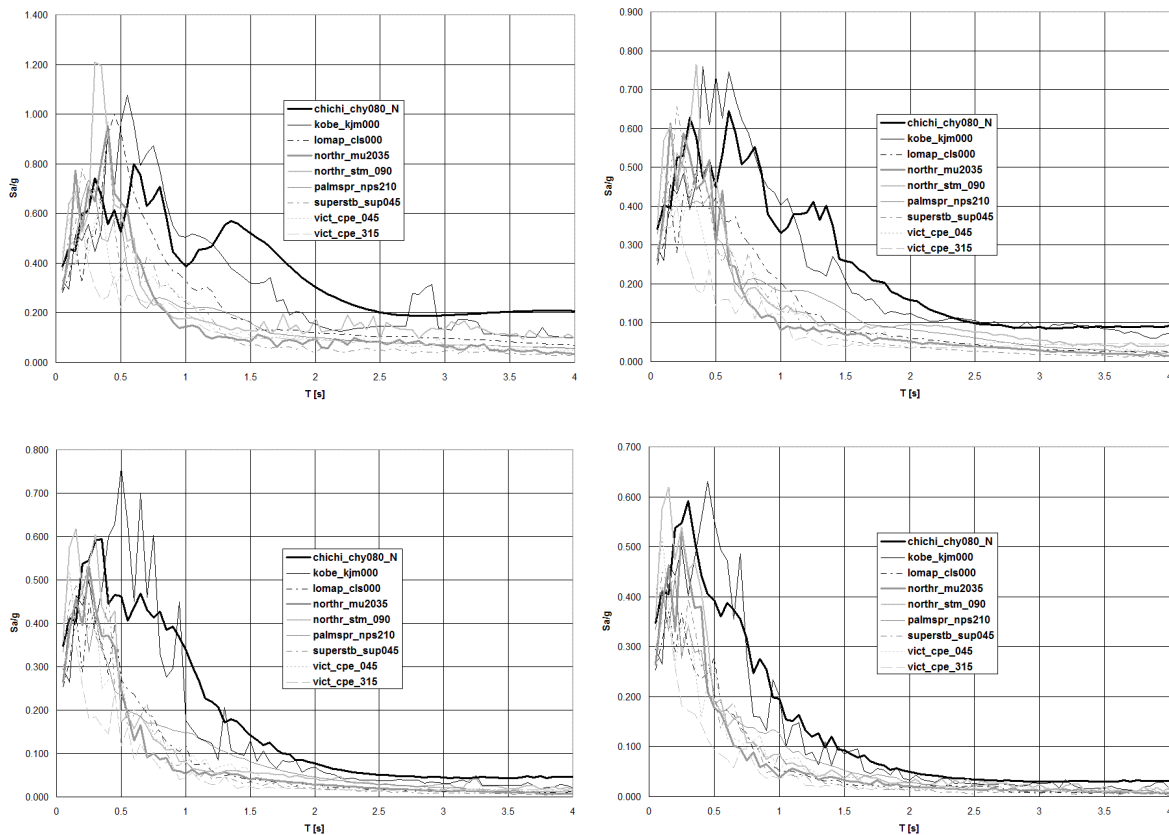 1.400
1.200
1.000
0.800
0.600
0.400
0.200
0.000
Sa/g
0 0.5 1 1.5 2 2.5 3 3.5 4
T [s]
chichi_chy080_N
kobe_kjm000
lomap_cls000
northr_mu2035
northr_stm_090
palmspr_nps210
superstb_sup045
vict_cpe_045
vict_cpe_315
0.900
0.800
0.700
0.600
0.500
0.400
0.300
0.200
0.100
0.000
Sa/g
0 0.5 1 1.5 2 2.5 3 3.5 4
T [s]
chichi_chy080_N
kobe_kjm000
lomap_cls000
northr_mu2035
northr_stm_090
palmspr_nps210
superstb_sup045
vict_cpe_045
vict_cpe_315
0.800
0.700
0.600
0.500
0.400
0.300
0.200
0.100
0.000
Sa/g
0 0.5 1 1.5 2 2.5 3 3.5 4
T [s]
chichi_chy080_N
kobe_kjm000
lomap_cls000
northr_mu2035
northr_stm_090
palmspr_nps210
superstb_sup045
vict_cpe_045
vict_cpe_315
0.700
0.600
0.500
0.400
0.300
0.200
0.100
0.000
Sa/g
0 0.5 1 1.5 2 2.5 3 3.5 4
T [s]
chichi_chy080_N
kobe_kjm000
lomap_cls000
northr_mu2035
northr_stm_090
palmspr_nps210
superstb_sup045
vict_cpe_045
vict_cpe_315